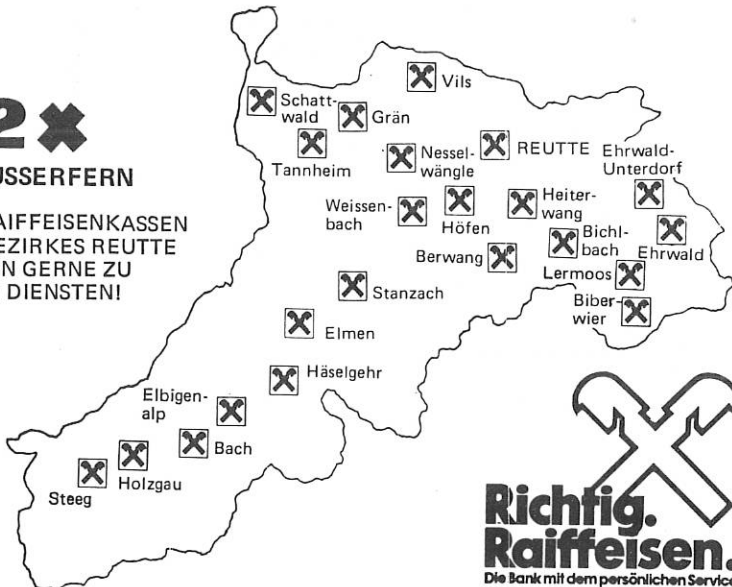 2
USSERFERN
AIFFEISENKASSEN
EZIRKES REUTTE
N GERNE ZU
DIENSTEN!
Vils
Schatt-
wald
Grän
Tannheim
Nessel-
wängle
REUTTE
Ehrwald-
Unterdorf
Weissen-
bach
Höfen
Heiter-
wang
Bichl-
bach
Ehrwald
Berwang
Lermoos
Biber-
wier
Stanzach
Elmen
Häselgehr
Elbigen-
alp
Bach
Holzgau
Steeg
Richtig.
Raiffeisen.
Die Bank mit dem persönlichen Service